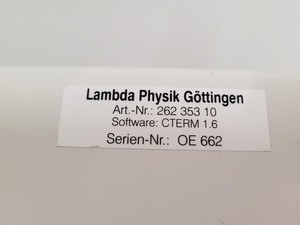 Lambda Physik Göttingen
Art.-Nr.: 262 353 10
Software: CTERM 1.6
Serien-Nr.: OE 662